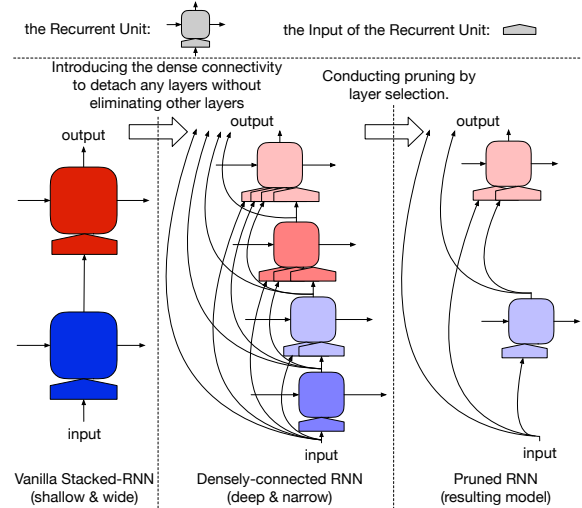 the Recurrent Unit:
the Input of the Recurrent Unit:
Introducing the dense connectivity
to detach any layers without
eliminating other layers
Conducting pruning by
layer selection.
output
output
output
input
input
input
Vanilla Stacked-RNN
(shallow & wide)
Densely-connected RNN
(deep & narrow)
Pruned RNN
(resulting model)